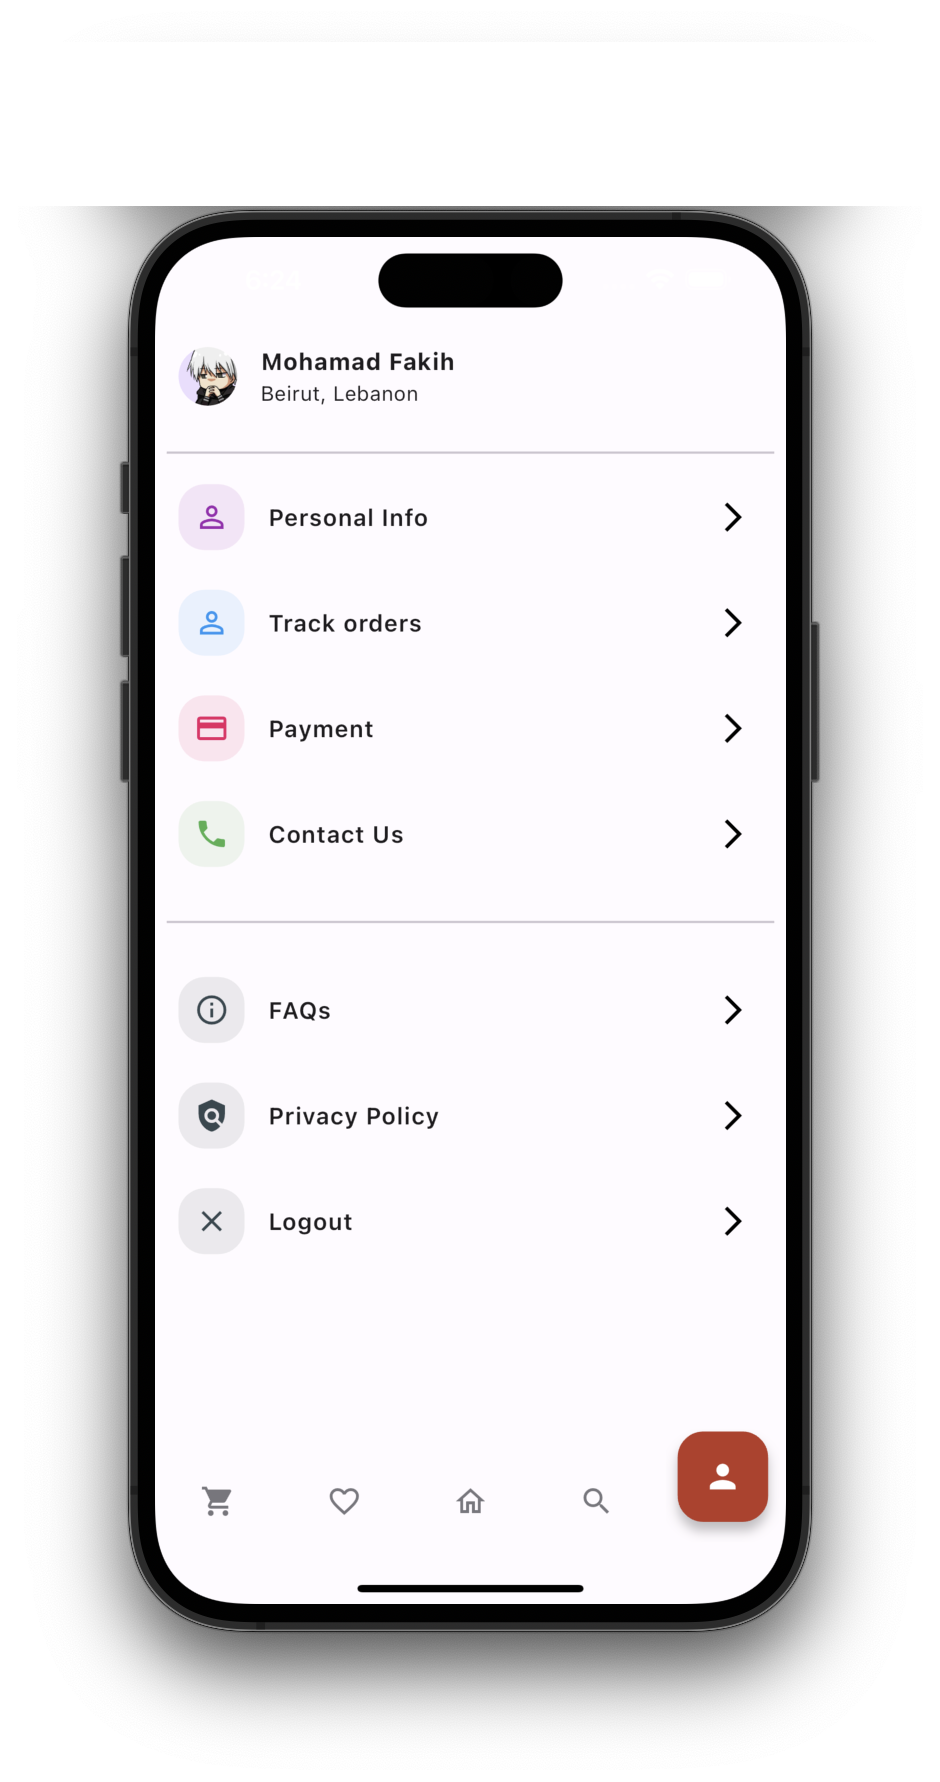 Mohamad Fakih
Beirut, Lebanon
Personal Info
Track orders
Payment
Contact Us
FAQs
Privacy Policy
Logout